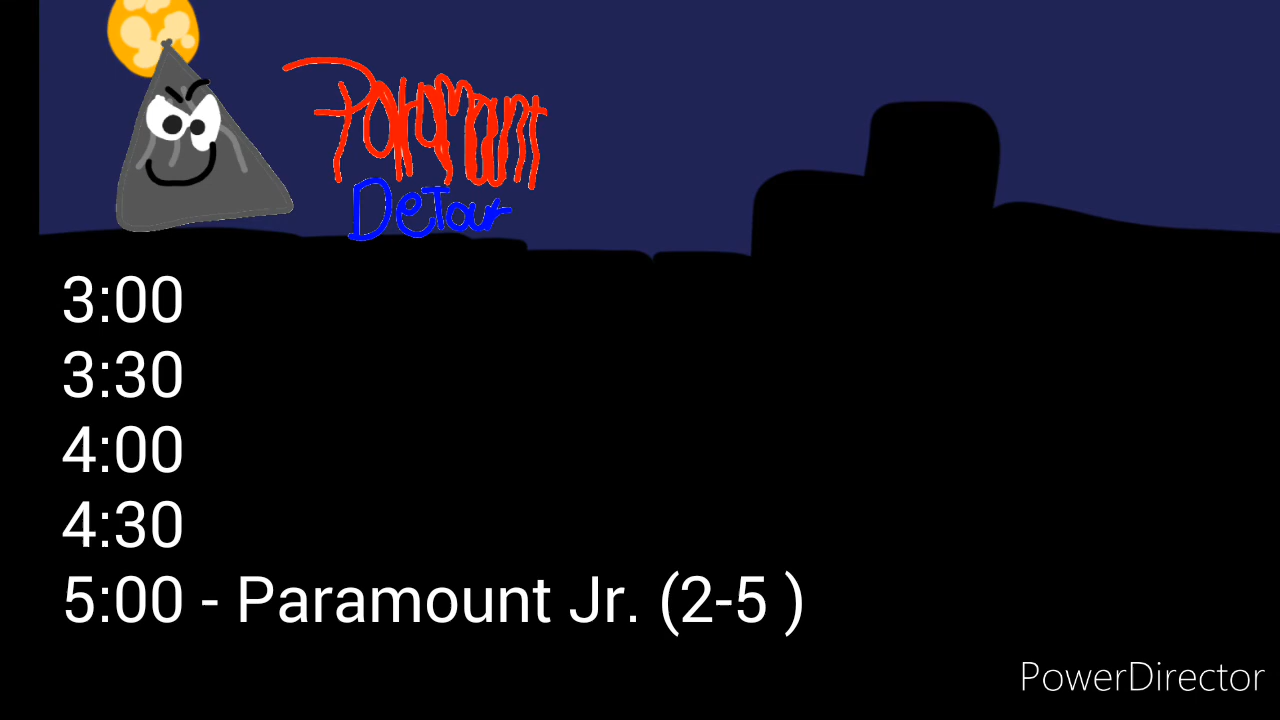 Paramount
DeTour
3:00
3:30
4:00
4:30
5:00 - Paramount Jr. (2-5 )
PowerDirector